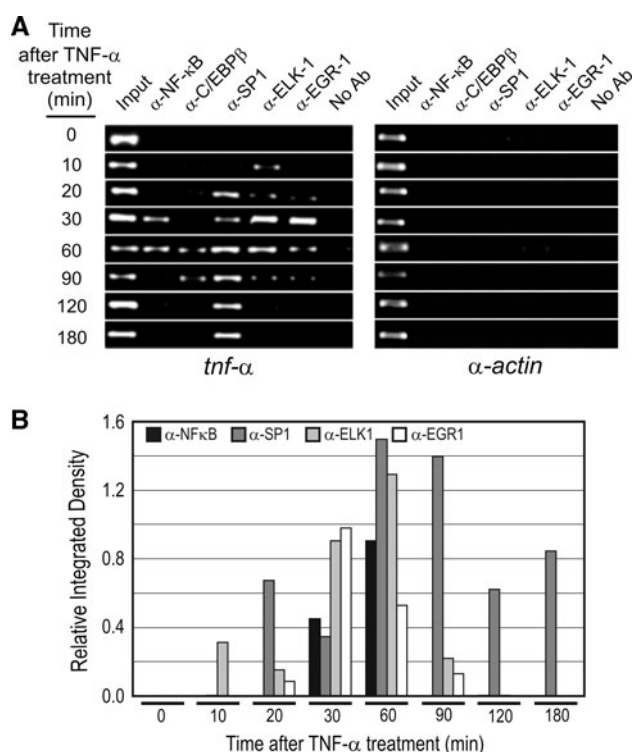 A
Time after TNF-α treatment (min)
Input α-NF-κB α-C/EBPβ α-SP1 α-ELK-1 α-EGR-1 No Ab
Input α-NF-κB α-C/EBPβ α-SP1 α-ELK-1 α-EGR-1 No Ab
0
10
20
30
60
90
120
180
tnf-α α-actin
B
α-NFκB α-SP1 α-ELK1 α-EGR1
Relative Integrated Density
1.6
1.2
0.8
0.4
0.0
0 10 20 30 60 90 120 180
Time after TNF-α treatment (min)